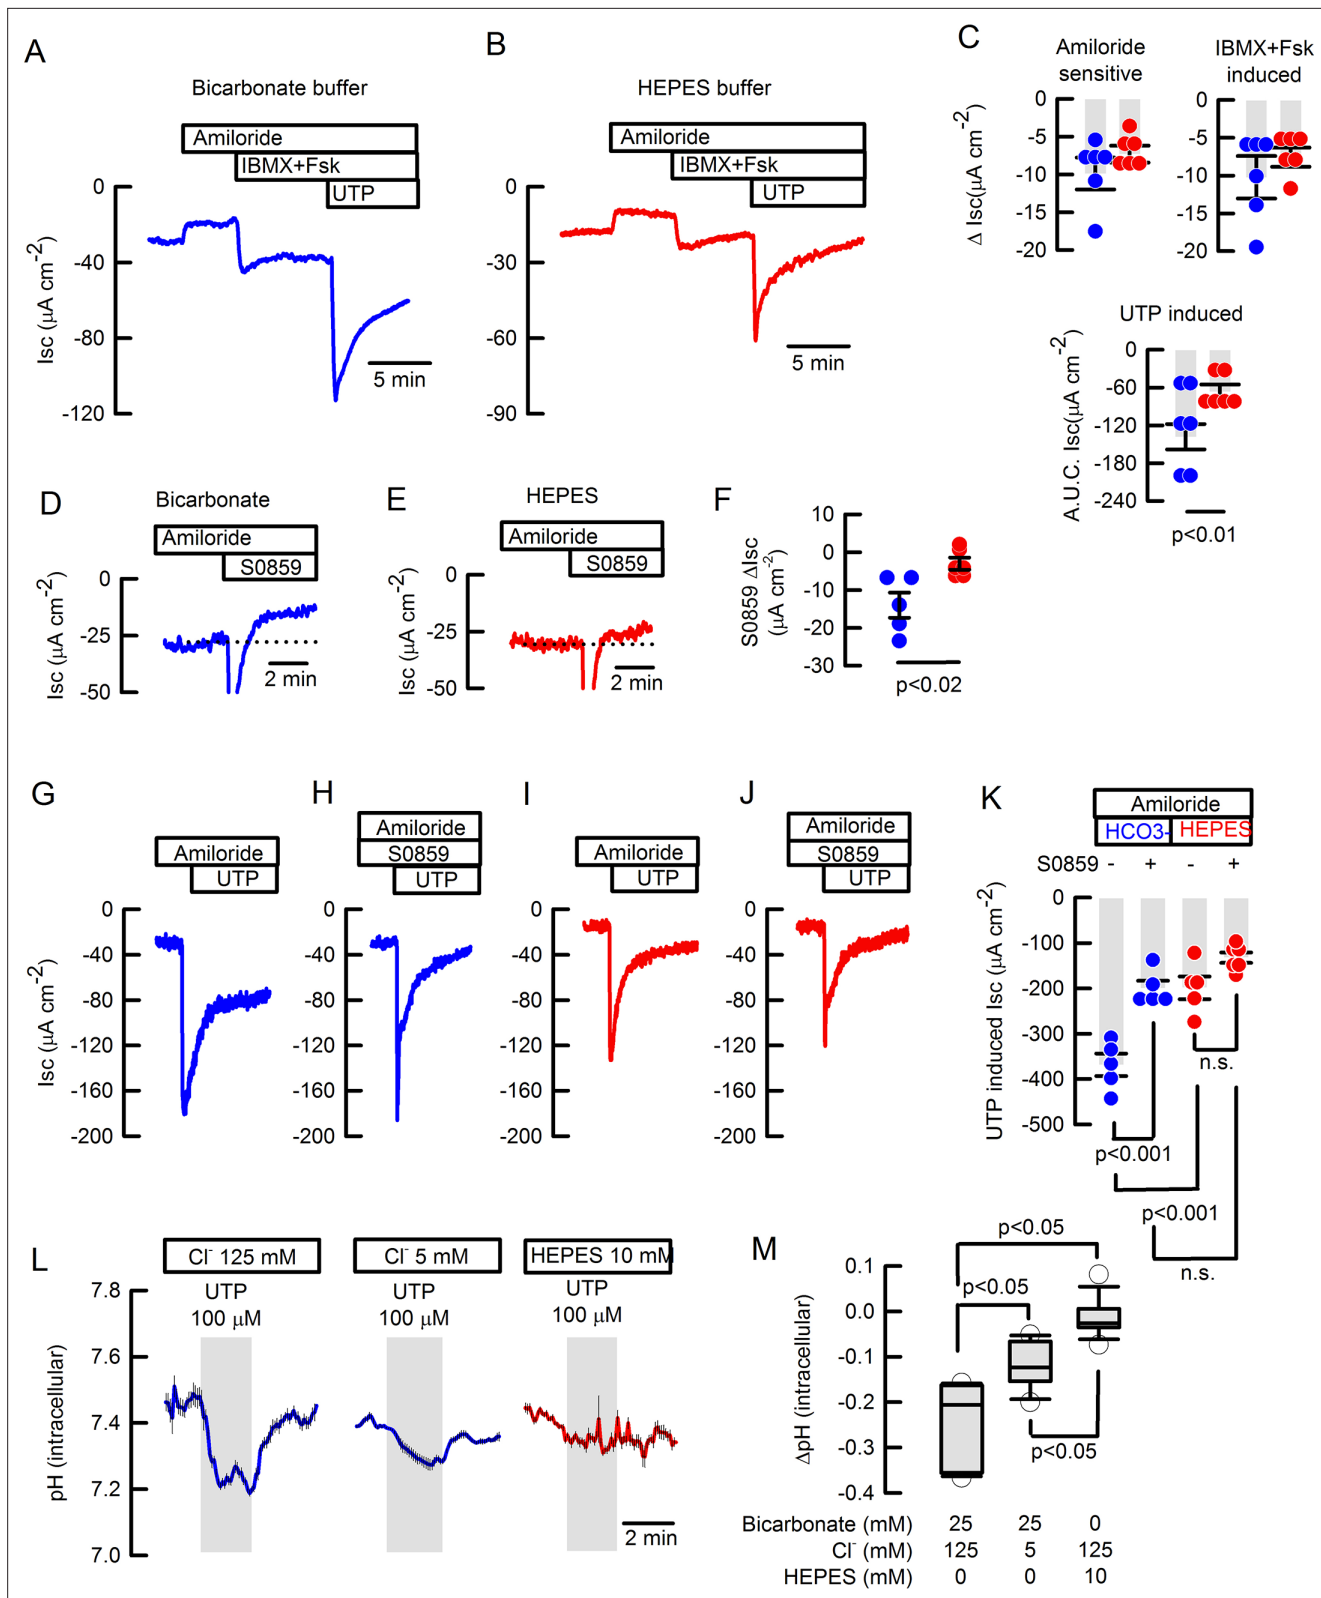 A
Bicarbonate buffer
Amiloride
IBMX+Fsk
UTP
0
-40
-80
-120
Isc (µA cm-2)
5 min
B
HEPES buffer
Amiloride
IBMX+Fsk
UTP
0
-30
-60
-90
5 min
C
Amiloride
sensitive
0
-5
-10
-15
-20
Δ Isc(µA cm-2)
IBMX+Fsk
induced
0
-5
-10
-15
-20
UTP induced
0
-60
-120
-180
-240
A.U.C. Isc(µA cm-2)
p<0.01
D
Bicarbonate
Amiloride
S0859
0
-25
-50
Isc (µA cm-2)
2 min
E
HEPES
Amiloride
S0859
0
-25
-50
Isc (µA cm-2)
2 min
F
10
0
-10
-20
-30
S0859 ΔIsc
(µA cm-2)
p<0.02
G
Amiloride
UTP
0
-40
-80
-120
-160
-200
Isc (µA cm-2)
H
Amiloride
S0859
UTP
0
-40
-80
-120
-160
-200
I
Amiloride
UTP
0
-40
-80
-120
-160
-200
J
Amiloride
S0859
UTP
0
-40
-80
-120
-160
-200
K
Amiloride
HCO3- HEPES
S0859 - + - +
0
-100
-200
-300
-400
-500
UTP induced Isc (µA cm-2)
n.s.
p<0.001
p<0.001
n.s.
L
Cl- 125 mM
Cl- 5 mM
HEPES 10 mM
UTP
100 µM
UTP
100 µM
UTP
100 µM
7.8
7.6
7.4
7.2
7.0
pH (intracellular)
2 min
M
p<0.05
p<0.05
p<0.05
0.1
0.0
-0.1
-0.2
-0.3
-0.4
ΔpH (intracellular)
Bicarbonate (mM) 25 25 0
Cl- (mM) 125 5 125
HEPES (mM) 0 0 10